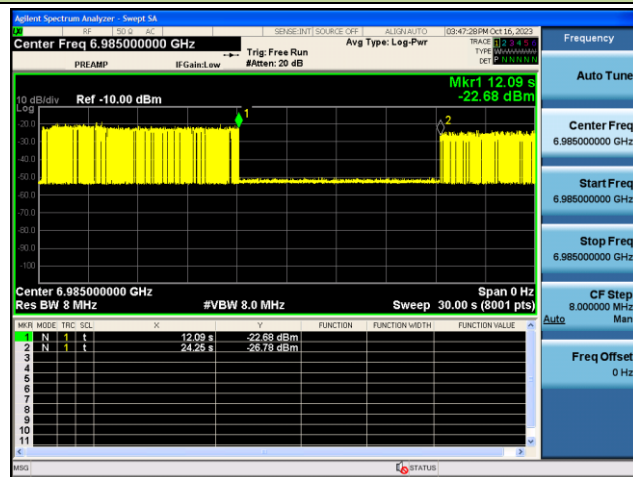 Agilent Spectrum Analyzer - Swept SA
RF 50 Ω AC SENSE:INT SOURCE OFF ALIGN AUTO 03:47:28 PM Oct 16, 2023
Center Freq 6.985000000 GHz
Avg Type: Log-Pwr
TRACE 1 2 3 4 5 6
TYPE
DET P N N N N N
PREAMP IFGain:Low
Trig: Free Run
#Atten: 20 dB
Mkr1 12.09 s
-22.68 dBm
10 dB/div Ref -10.00 dBm
Log
1
2
-20.0
-30.0
-40.0
-50.0
-60.0
-70.0
-80.0
-90.0
-100
Center 6.985000000 GHz Span 0 Hz
Res BW 8 MHz #VBW 8.0 MHz Sweep 30.00 s (8001 pts)
MKR MODE TRC SCL X Y FUNCTION FUNCTION WIDTH FUNCTION VALUE
1 N 1 t 12.09 s -22.68 dBm
2 N 1 t 24.25 s -26.78 dBm
3
4
5
6
7
8
9
10
11
MSG STATUS
Frequency
Auto Tune
Center Freq
6.985000000 GHz
Start Freq
6.985000000 GHz
Stop Freq
6.985000000 GHz
CF Step
8.000000 MHz
Auto Man
Freq Offset
0 Hz